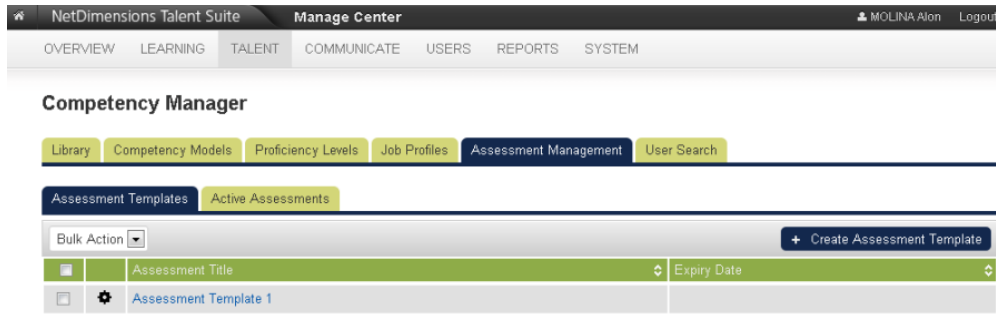 NetDimensions Talent Suite Manage Center MOLINA Alon Logout
OVERVIEW LEARNING TALENT COMMUNICATE USERS REPORTS SYSTEM
Competency Manager
Library Competency Models Proficiency Levels Job Profiles Assessment Management User Search
Assessment Templates Active Assessments
Bulk Action + Create Assessment Template
Assessment Title Expiry Date
Assessment Template 1